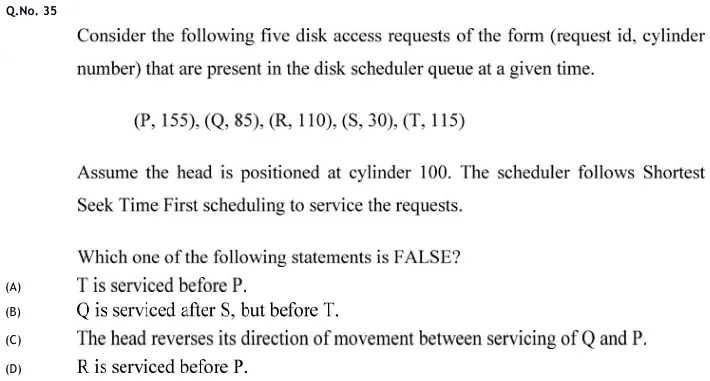 Q.No. 35
Consider the following five disk access requests of the form (request id, cylinder
number) that are present in the disk scheduler queue at a given time.
(P, 155), (Q, 85), (R, 110), (S, 30), (T, 115)
Assume the head is positioned at cylinder 100. The scheduler follows Shortest
Seek Time First scheduling to service the requests.
Which one of the following statements is FALSE?
(A) T is serviced before P.
(B) Q is serviced after S, but before T.
(C) The head reverses its direction of movement between servicing of Q and P.
(D) R is serviced before P.